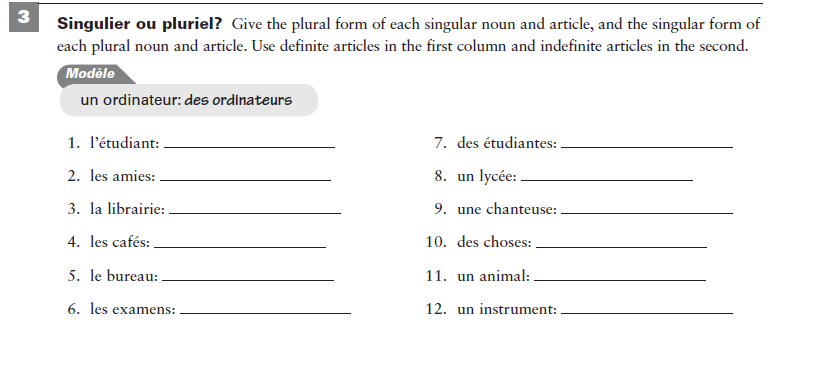 3
Singulier ou pluriel? Give the plural form of each singular noun and article, and the singular form of
each plural noun and article. Use definite articles in the first column and indefinite articles in the second.
Modèle
un ordinateur: des ordinateurs
1. l’étudiant:
2. les amies:
3. la librairie:
4. les cafés:
5. le bureau:
6. les examens:
7. des étudiantes:
8. un lycée:
9. une chanteuse:
10. des choses:
11. un animal:
12. un instrument: